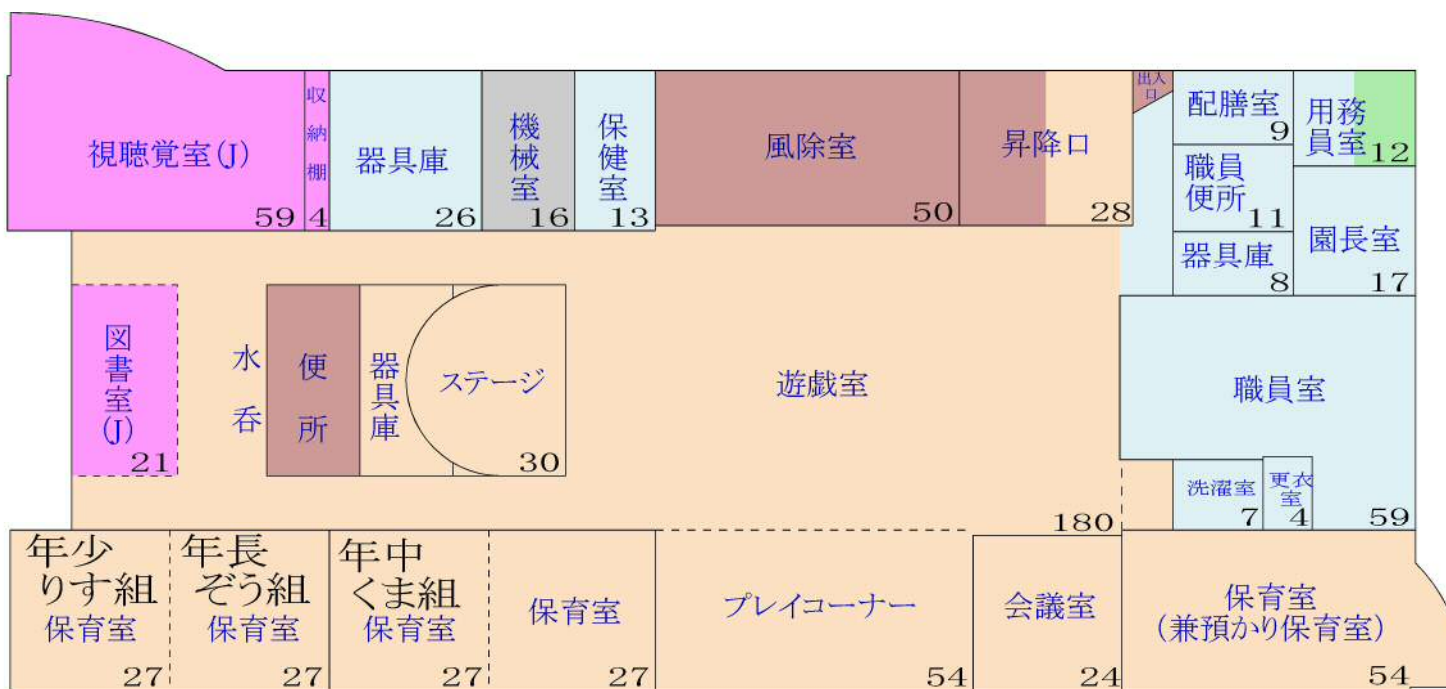 視聴覚室(J)
59
収納棚
4
器具庫
26
機械室
16
保健室
13
風除室
50
昇降口
28
出入
口
配膳室
9
用務
員室
12
職員
便所
11
園長室
17
器具庫
8
図書室(J)
21
水呑
便所
器具庫
ステージ
30
遊戯室
180
職員室
59
洗濯室
7
更衣
室
4
年少
りす組
保育室
27
年長
ぞう組
保育室
27
年中
くま組
保育室
27
保育室
27
プレイコーナー
54
会議室
24
保育室
(兼預かり保育室)
54